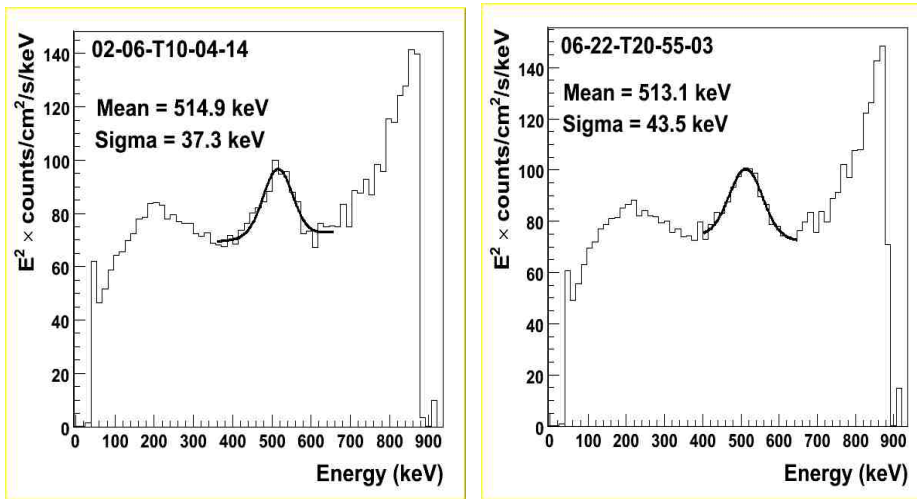 02-06-T10-04-14
Mean = 514.9 keV
Sigma = 37.3 keV
E² × counts/cm²/s/keV
140
120
100
80
60
40
20
0
0 100 200 300 400 500 600 700 800 900
Energy (keV)
06-22-T20-55-03
Mean = 513.1 keV
Sigma = 43.5 keV
E² × counts/cm²/s/keV
140
120
100
80
60
40
20
0
0 100 200 300 400 500 600 700 800 900
Energy (keV)